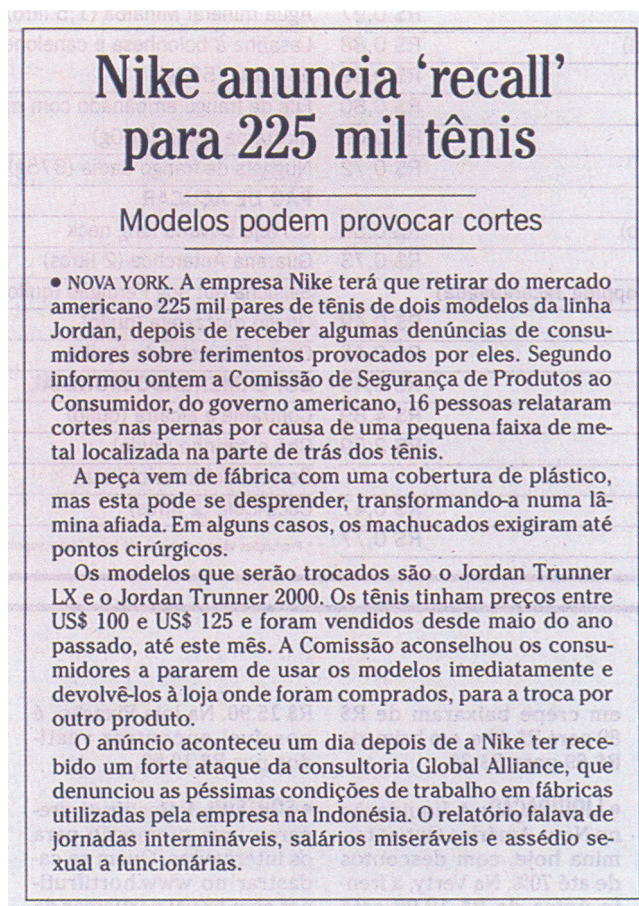 Nike anuncia ‘recall’
para 225 mil tênis
Modelos podem provocar cortes
• NOVA YORK. A empresa Nike terá que retirar do mercado
americano 225 mil pares de tênis de dois modelos da linha
Jordan, depois de receber algumas denúncias de consu-
midores sobre ferimentos provocados por eles. Segundo
informou ontem a Comissão de Segurança de Produtos ao
Consumidor, do governo americano, 16 pessoas relataram
cortes nas pernas por causa de uma pequena faixa de me-
tal localizada na parte de trás dos tênis.
A peça vem de fábrica com uma cobertura de plástico,
mas esta pode se desprender, transformando-a numa lâ-
mina afiada. Em alguns casos, os machucados exigiram até
pontos cirúrgicos.
Os modelos que serão trocados são o Jordan Trunner
LX e o Jordan Trunner 2000. Os tênis tinham preços entre
US$ 100 e US$ 125 e foram vendidos desde maio do ano
passado, até este mês. A Comissão aconselhou os consu-
midores a pararem de usar os modelos imediatamente e
devolvê-los à loja onde foram comprados, para a troca por
outro produto.
O anúncio aconteceu um dia depois de a Nike ter rece-
bido um forte ataque da consultoria Global Alliance, que
denunciou as péssimas condições de trabalho em fábricas
utilizadas pela empresa na Indonésia. O relatório falava de
jornadas intermináveis, salários miseráveis e assédio se-
xual a funcionárias.